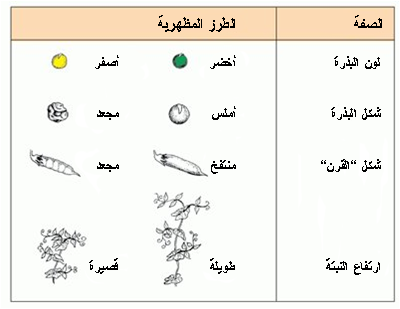 الصفة الطرز المظهرية
لون البذرة أخضر أصفر
شكل البذرة أملس مجعد
شكل “القرن” منتفخ مجعد
ارتفاع النبتة طويلة قصيرة